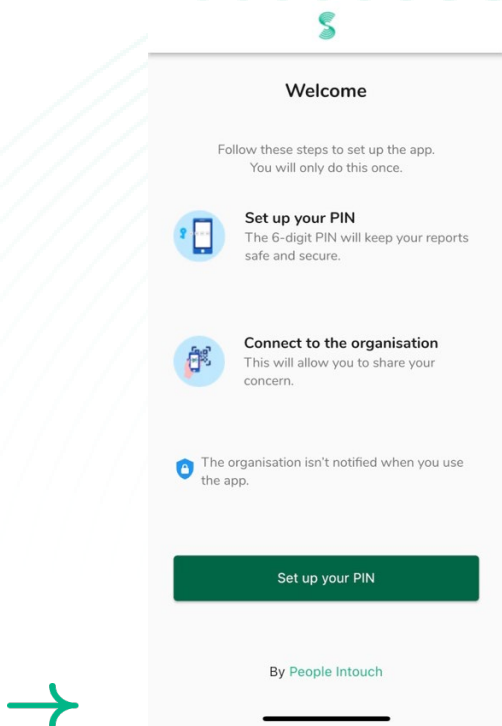 Welcome
Follow these steps to set up the app.
You will only do this once.
Set up your PIN
The 6-digit PIN will keep your reports
safe and secure.
Connect to the organisation
This will allow you to share your
concern.
The organisation isn't notified when you use
the app.
Set up your PIN
By People Intouch